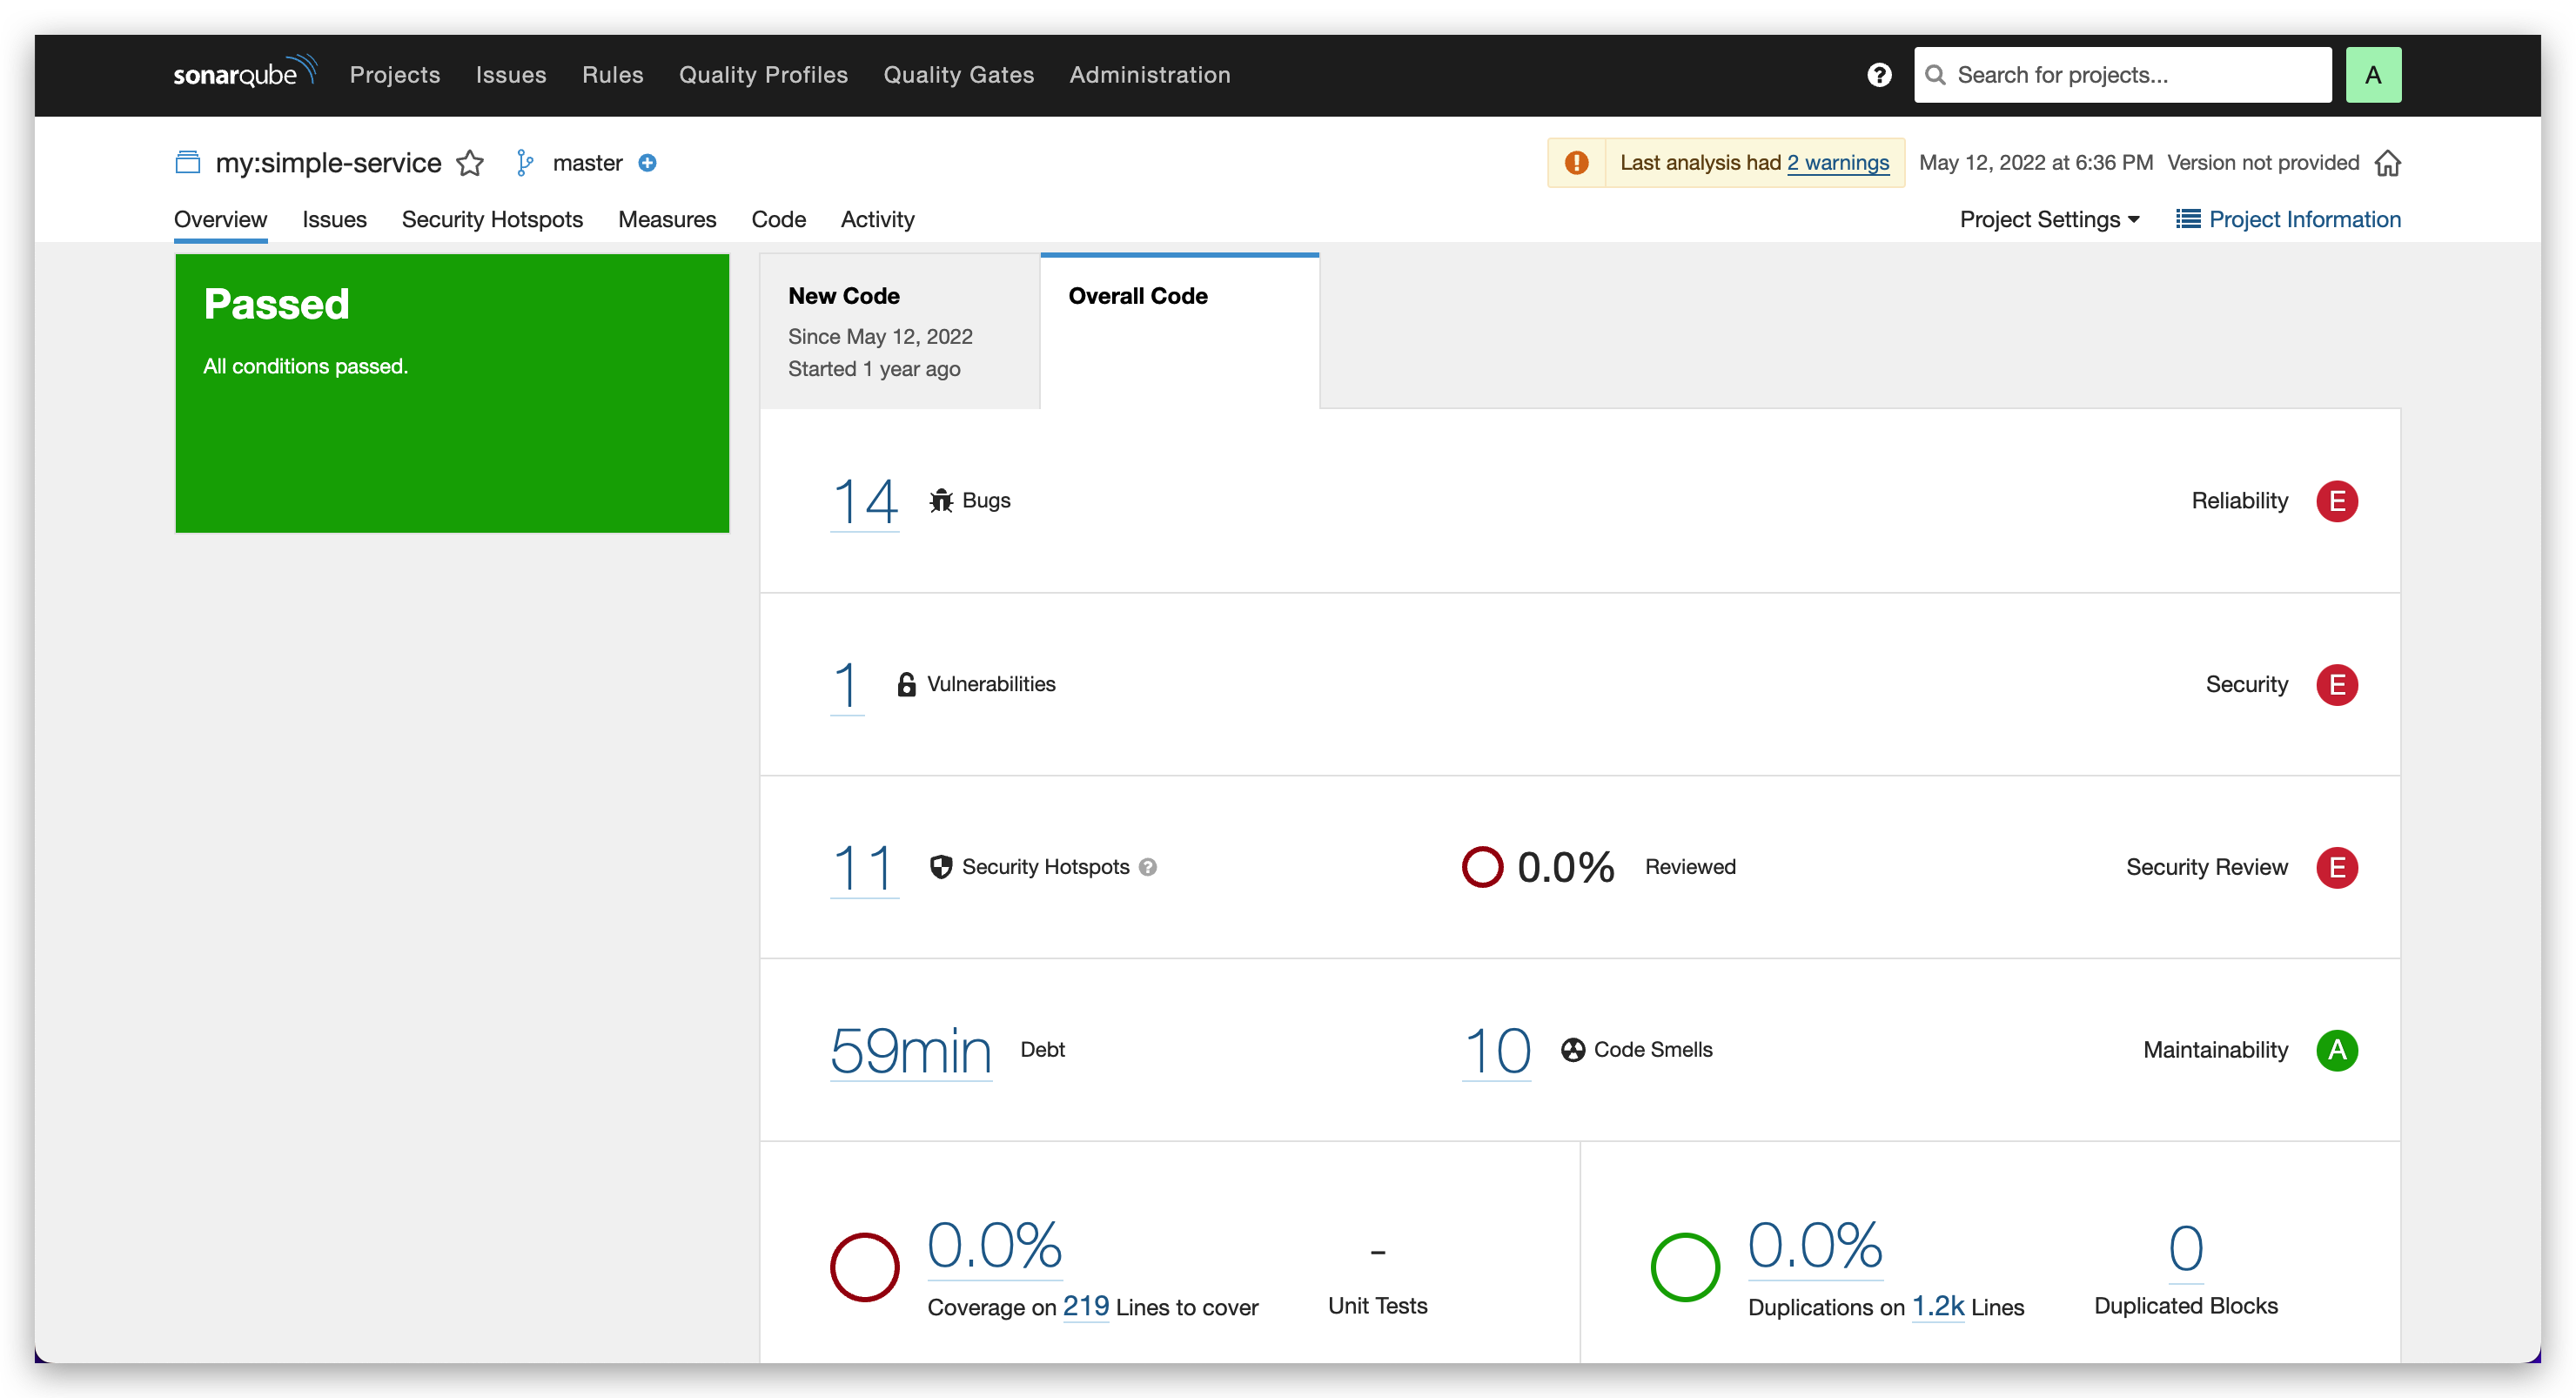 sonarqube Projects Issues Rules Quality Profiles Quality Gates Administration ? Search for projects... A
my:simple-service master Last analysis had 2 warnings May 12, 2022 at 6:36 PM Version not provided
Overview Issues Security Hotspots Measures Code Activity Project Settings Project Information
Passed
All conditions passed.
New Code
Since May 12, 2022
Started 1 year ago
Overall Code
14 Bugs Reliability E
1 Vulnerabilities Security E
11 Security Hotspots ? 0.0% Reviewed Security Review E
59min Debt 10 Code Smells Maintainability A
0.0% - 0.0% 0
Coverage on 219 Lines to cover Unit Tests Duplications on 1.2k Lines Duplicated Blocks